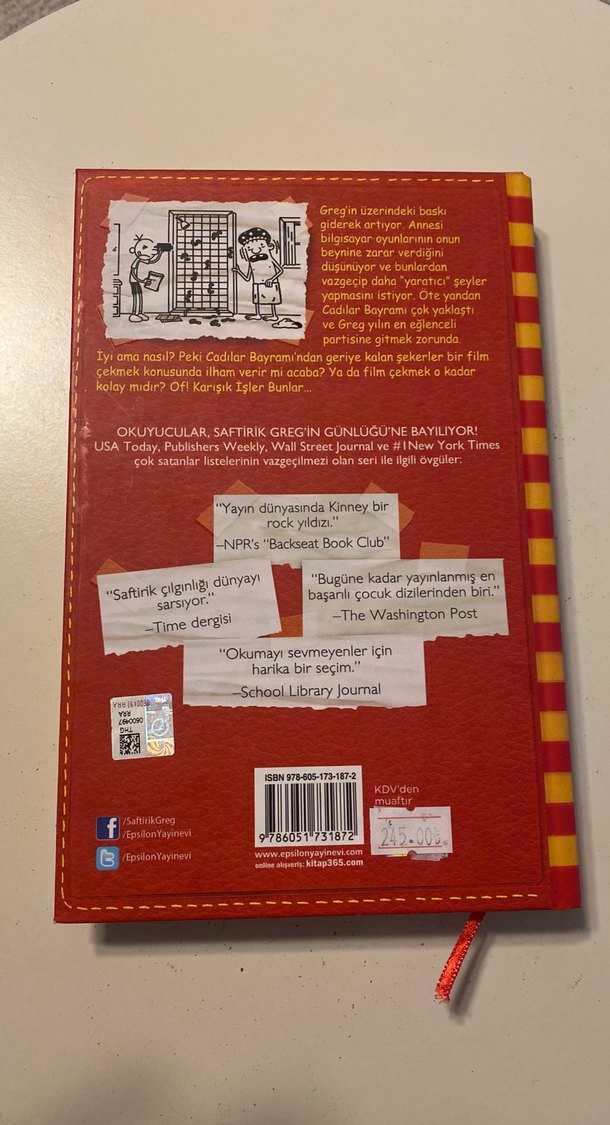 Greg'in üzerindeki baskı
giderek artıyor. Annesi
bilgisayar oyunlarının onun
beynine zarar verdiğini
düşünüyor ve bunlardan
vazgeçip daha "yaratıcı" şeyler
yapmasını istiyor. Öte yandan
Cadılar Bayramı çok yaklaştı
ve Greg yılın en eğlenceli
partisine gitmek zorunda.
İyi ama nasıl? Peki Cadılar Bayramı'ndan geriye kalan şekerler bir film
çekmek konusunda ilham verir mi acaba? Ya da film çekmek o kadar
kolay mıdır? Of! Karışık İşler Bunlar...
OKUYUCULAR, SAFTİRİK GREG'İN GÜNLÜĞÜ'NE BAYILIYOR!
USA Today, Publishers Weekly, Wall Street Journal ve #1New York Times
çok satanlar listelerinin vazgeçilmezi olan seri ile ilgili övgüler:
"Yayın dünyasında Kinney bir
rock yıldızı."
–NPR's "Backseat Book Club"
"Saftirik çılgınlığı dünyayı
sarsıyor."
–Time dergisi
"Bugüne kadar yayınlanmış en
başarılı çocuk dizilerinden biri."
–The Washington Post
"Okumayı sevmeyenler için
harika bir seçim."
–School Library Journal
0600497 RRA
THG
0600497
RRA
THG
ISBN 978-605-173-187-2
9 786051 731872
www.epsilonyayinevi.com
online alışveriş: kitap365.com
KDV'den
muaftır
245.00₺
/SaftirikGreg
/EpsilonYayinevi
/EpsilonYayinevi